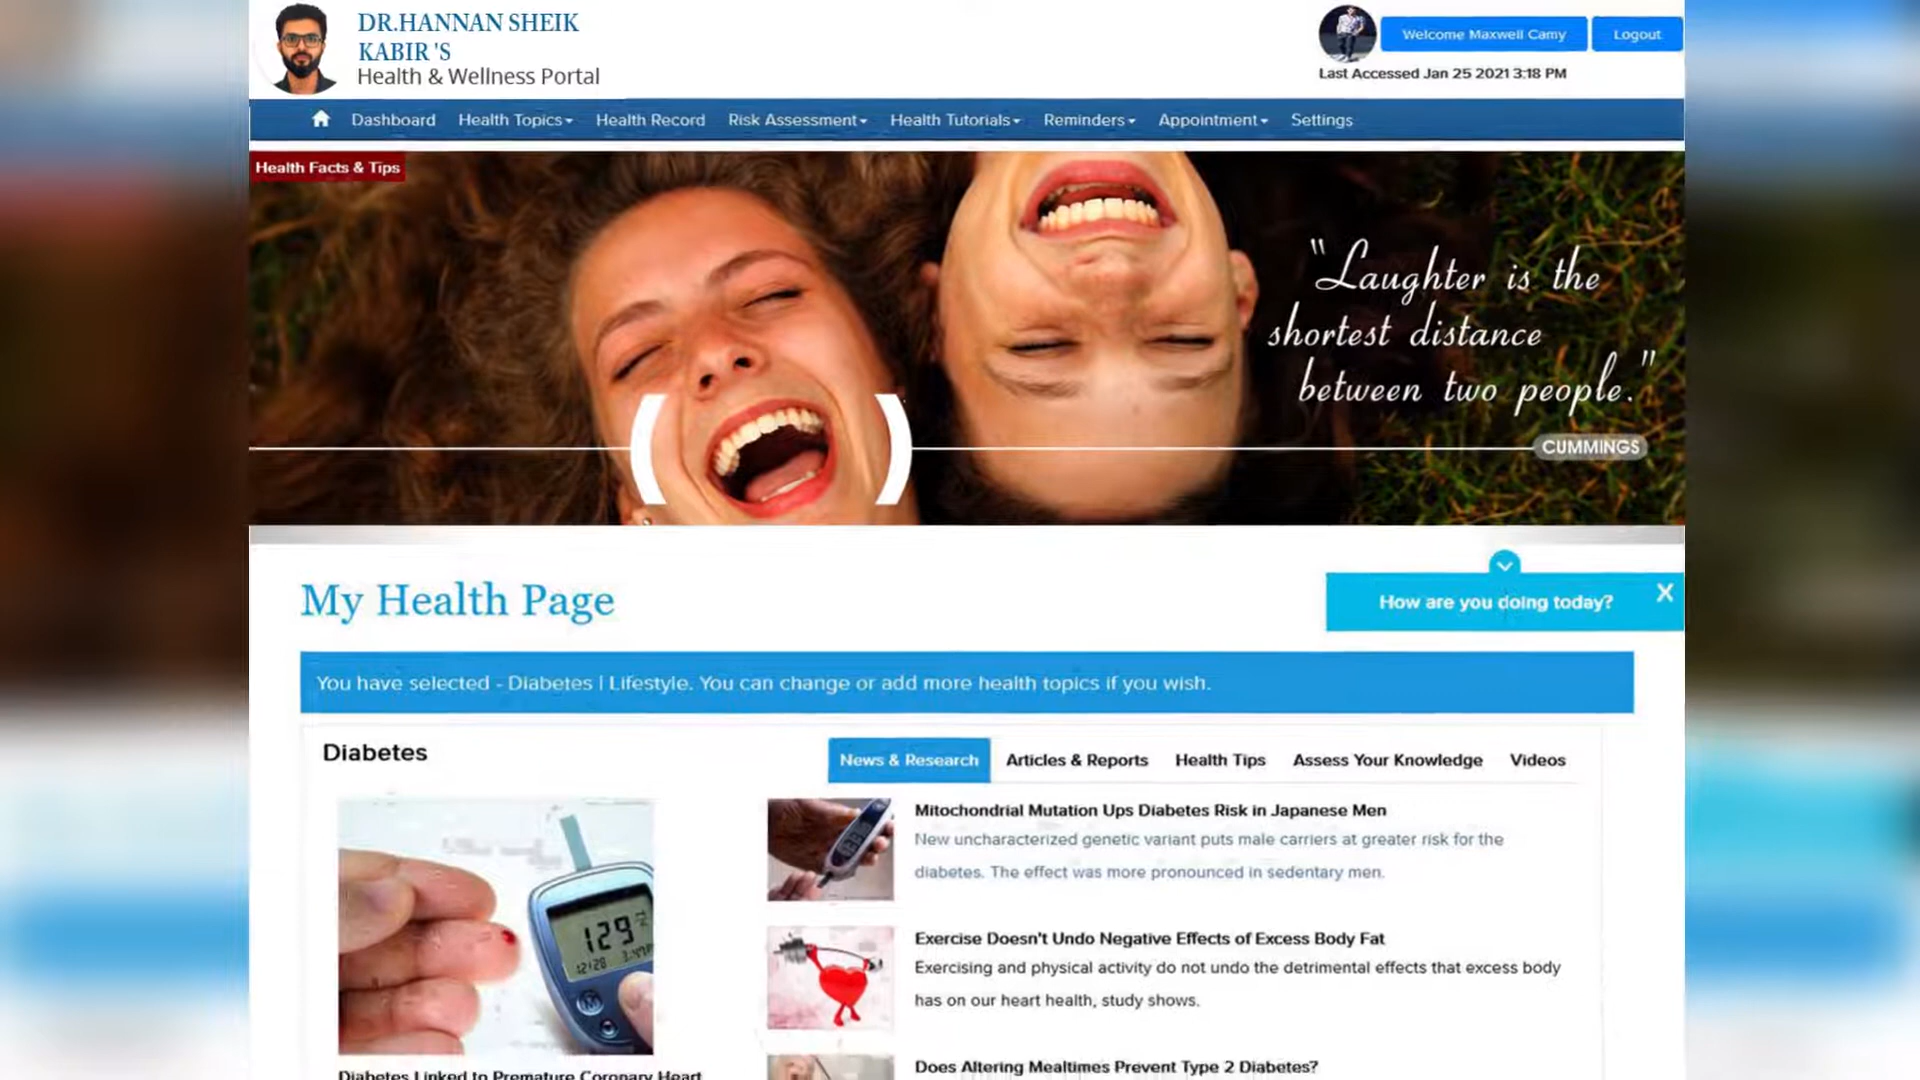 DR.HANNAN SHEIK
KABIR 'S
Health & Wellness Portal
Welcome Maxwell Camy
Logout
Last Accessed Jan 25 2021 3:18 PM
Dashboard Health Topics Health Record Risk Assessment Health Tutorials Reminders Appointment Settings
Health Facts & Tips
"Laughter is the
shortest distance
between two people."
CUMMINGS
My Health Page
How are you doing today?
X
You have selected - Diabetes | Lifestyle. You can change or add more health topics if you wish.
Diabetes
News & Research Articles & Reports Health Tips Assess Your Knowledge Videos
Mitochondrial Mutation Ups Diabetes Risk in Japanese Men
New uncharacterized genetic variant puts male carriers at greater risk for the
diabetes. The effect was more pronounced in sedentary men.
129
12/28
Exercise Doesn't Undo Negative Effects of Excess Body Fat
Exercising and physical activity do not undo the detrimental effects that excess body
has on our heart health, study shows.
Does Altering Mealtimes Prevent Type 2 Diabetes?
Diabetes Linked to Premature Coronary Heart